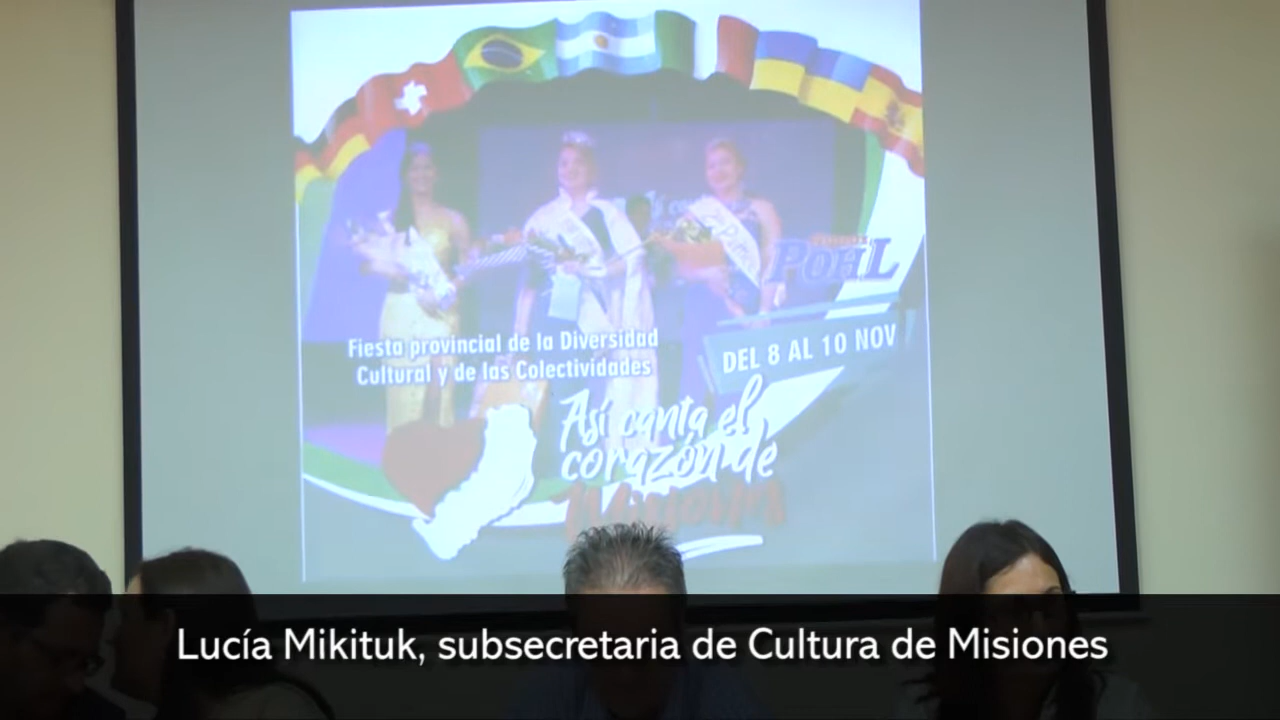 POHL
Fiesta provincial de la Diversidad
Cultural y de las Colectividades
DEL 8 AL 10 NOV
Así canta el
corazón de
Misiones
Lucía Mikituk, subsecretaria de Cultura de Misiones